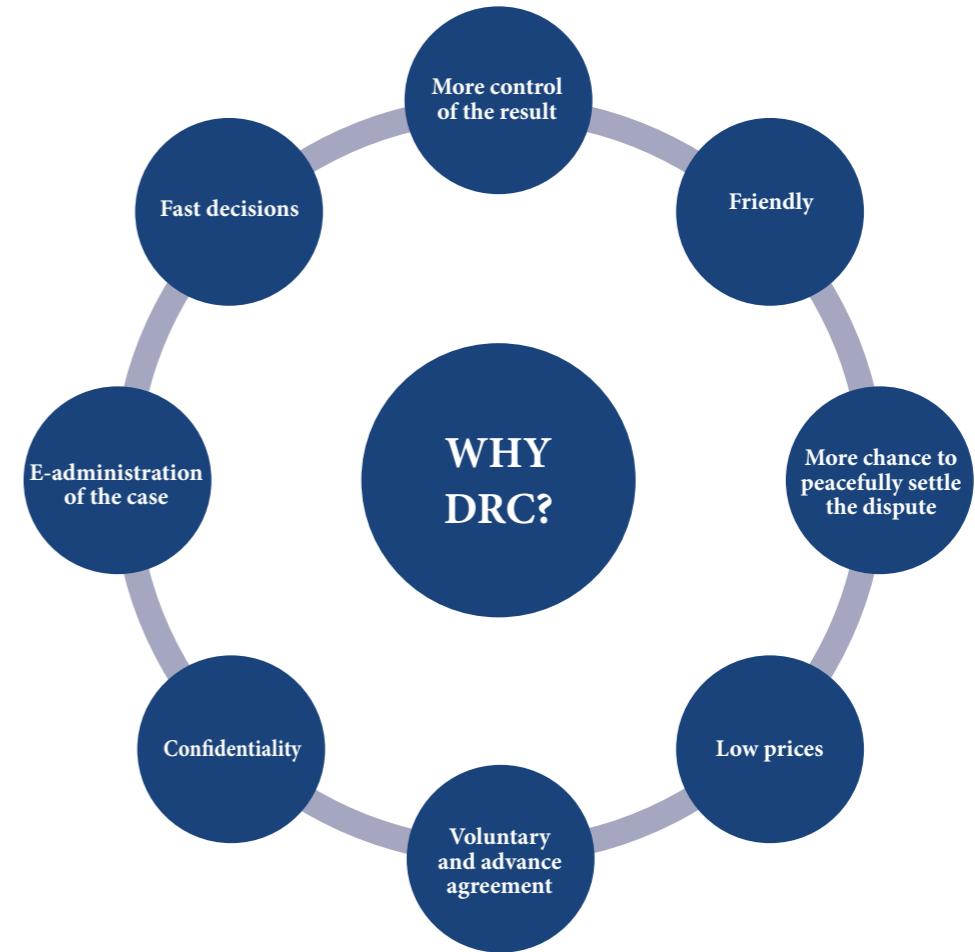 More control
of the result
Friendly
More chance to
peacefully settle
the dispute
Low prices
Voluntary
and advance
agreement
Confidentiality
E-administration
of the case
Fast decisions
WHY
DRC?